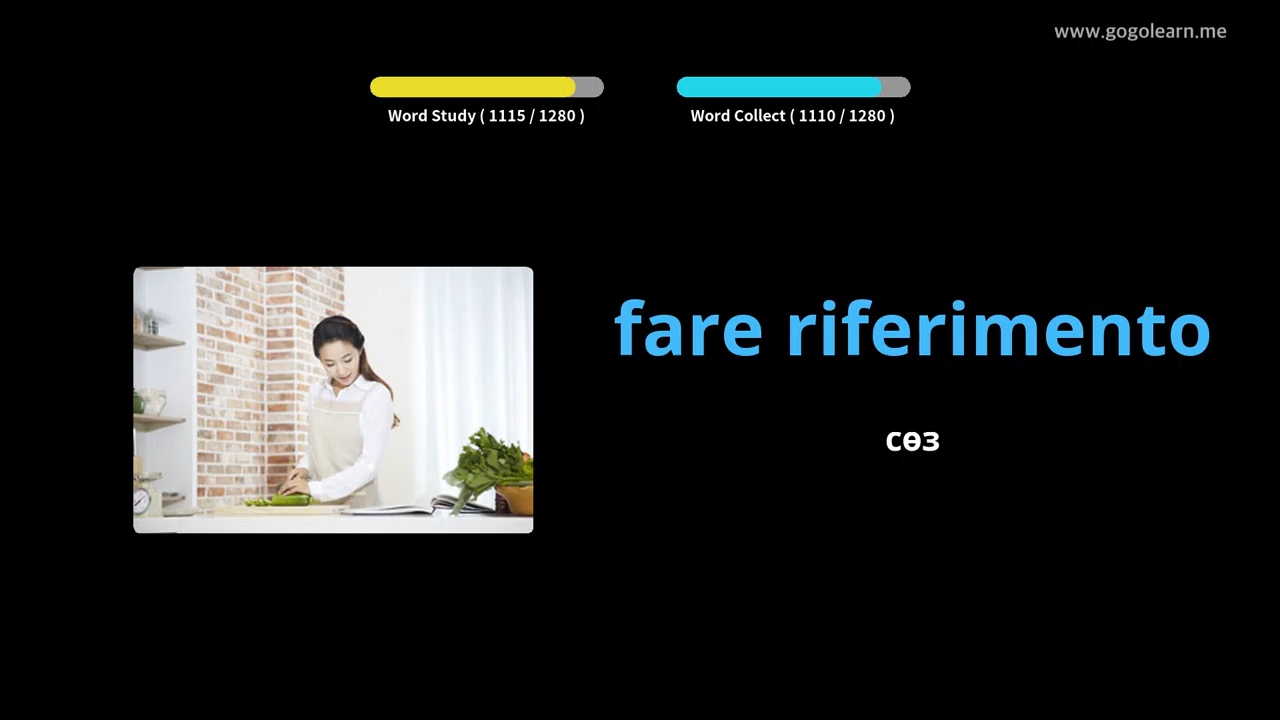 www.gogolearn.me
Word Study ( 1115 / 1280 )
Word Collect ( 1110 / 1280 )
fare riferimento
сөз